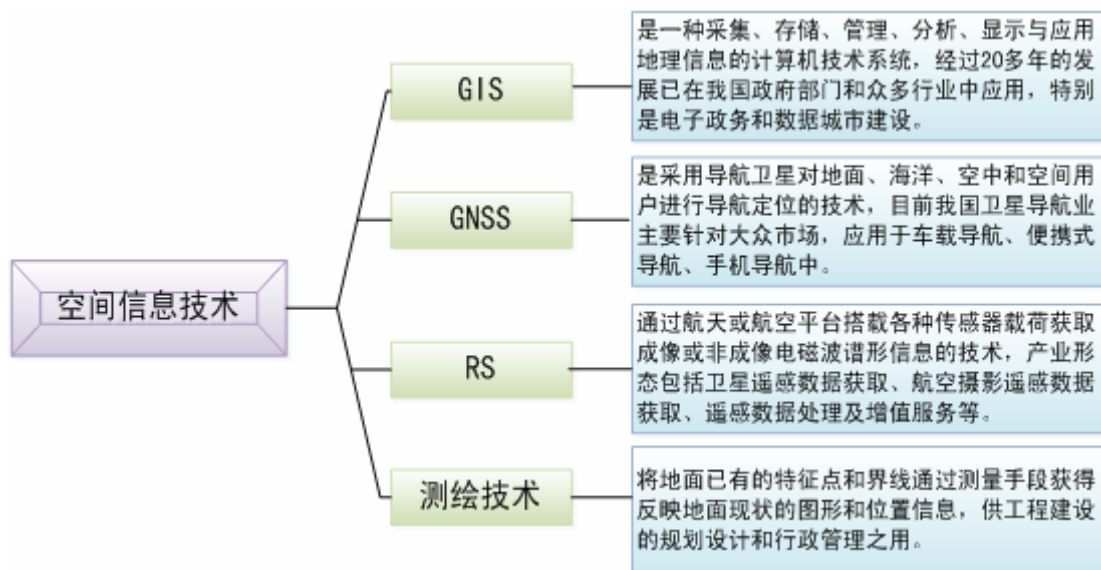 空间信息技术
GIS
是一种采集、存储、管理、分析、显示与应用
地理信息的计算机技术系统，经过20多年的发
展已在我国政府部门和众多行业中应用，特别
是电子政务和数据城市建设。
GNSS
是采用导航卫星对地面、海洋、空中和空间用
户进行导航定位的技术，目前我国卫星导航业
主要针对大众市场，应用于车载导航、便携式
导航、手机导航中。
RS
通过航天或航空平台搭载各种传感器载荷获取
成像或非成像电磁波谱形信息的技术，产业形
态包括卫星遥感数据获取、航空摄影遥感数据
获取、遥感数据处理及增值服务等。
测绘技术
将地面已有的特征点和界线通过测量手段获得
反映地面现状的图形和位置信息，供工程建设
的规划设计和行政管理之用。